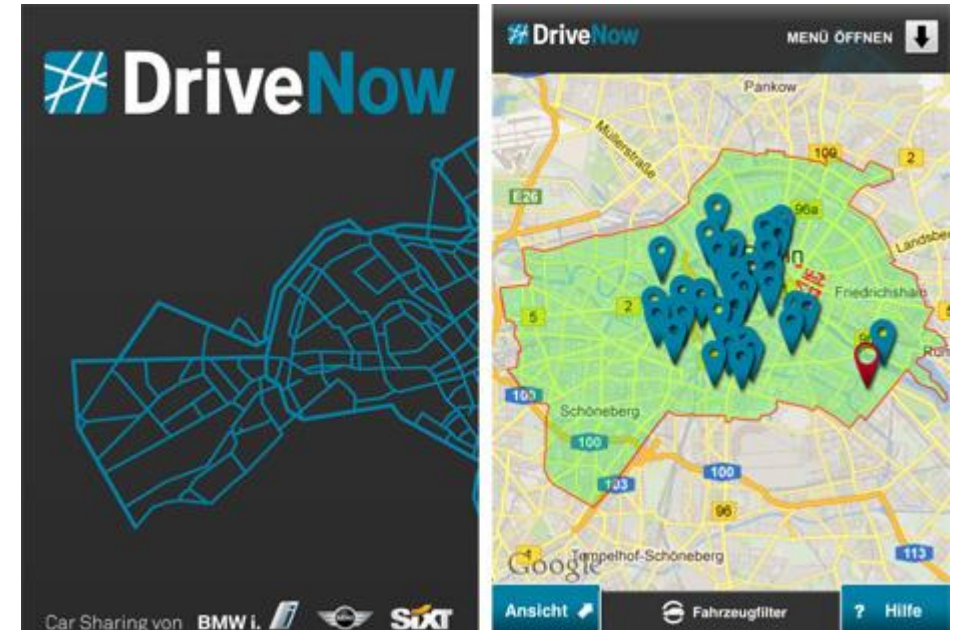 DriveNow
Car Sharing von BMW i. MINI SIXT
DriveNow
MENÜ ÖFFNEN
Pankow
Müllerstraße
109
2
E26
96a
Landsber
Friedrichshain
5
2
100
Schöneberg
100
103
100
96
Google
Tempelhof-Schöneberg
113
Ansicht
Fahrzeugfilter
? Hilfe